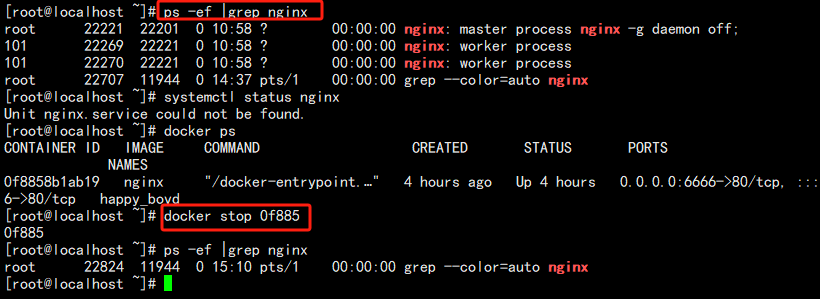 [root@localhost ~]# ps -ef |grep nginx
root      22221  22201  0 10:58 ?        00:00:00 nginx: master process nginx -g daemon off;
101       22269  22221  0 10:58 ?        00:00:00 nginx: worker process
101       22270  22221  0 10:58 ?        00:00:00 nginx: worker process
root      22707  11944  0 14:37 pts/1    00:00:00 grep --color=auto nginx
[root@localhost ~]# systemctl status nginx
Unit nginx.service could not be found.
[root@localhost ~]# docker ps
CONTAINER ID   IMAGE     COMMAND                  CREATED       STATUS       PORTS
               NAMES
0f8858b1ab19   nginx     "/docker-entrypoint.…"   4 hours ago   Up 4 hours   0.0.0.0:6666->80/tcp, :::
6->80/tcp   happy_boyd
[root@localhost ~]# docker stop 0f885
0f885
[root@localhost ~]# ps -ef |grep nginx
root      22824  11944  0 15:10 pts/1    00:00:00 grep --color=auto nginx
[root@localhost ~]#